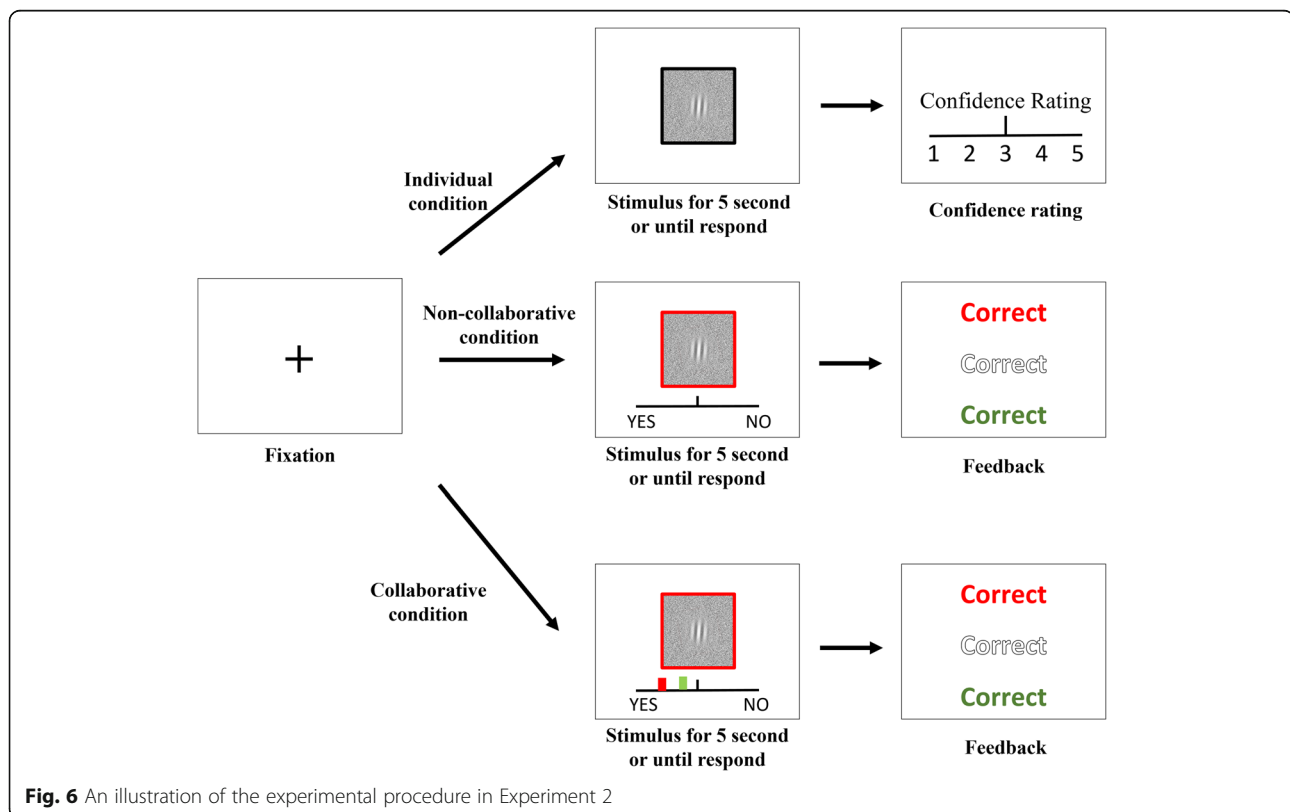 Individual
condition
Stimulus for 5 second
or until respond
Confidence Rating
1 2 3 4 5
Confidence rating
+
Fixation
Non-collaborative
condition
YES NO
Stimulus for 5 second
or until respond
Correct
Correct
Correct
Feedback
Collaborative
condition
YES NO
Stimulus for 5 second
or until respond
Correct
Correct
Correct
Feedback
Fig. 6 An illustration of the experimental procedure in Experiment 2